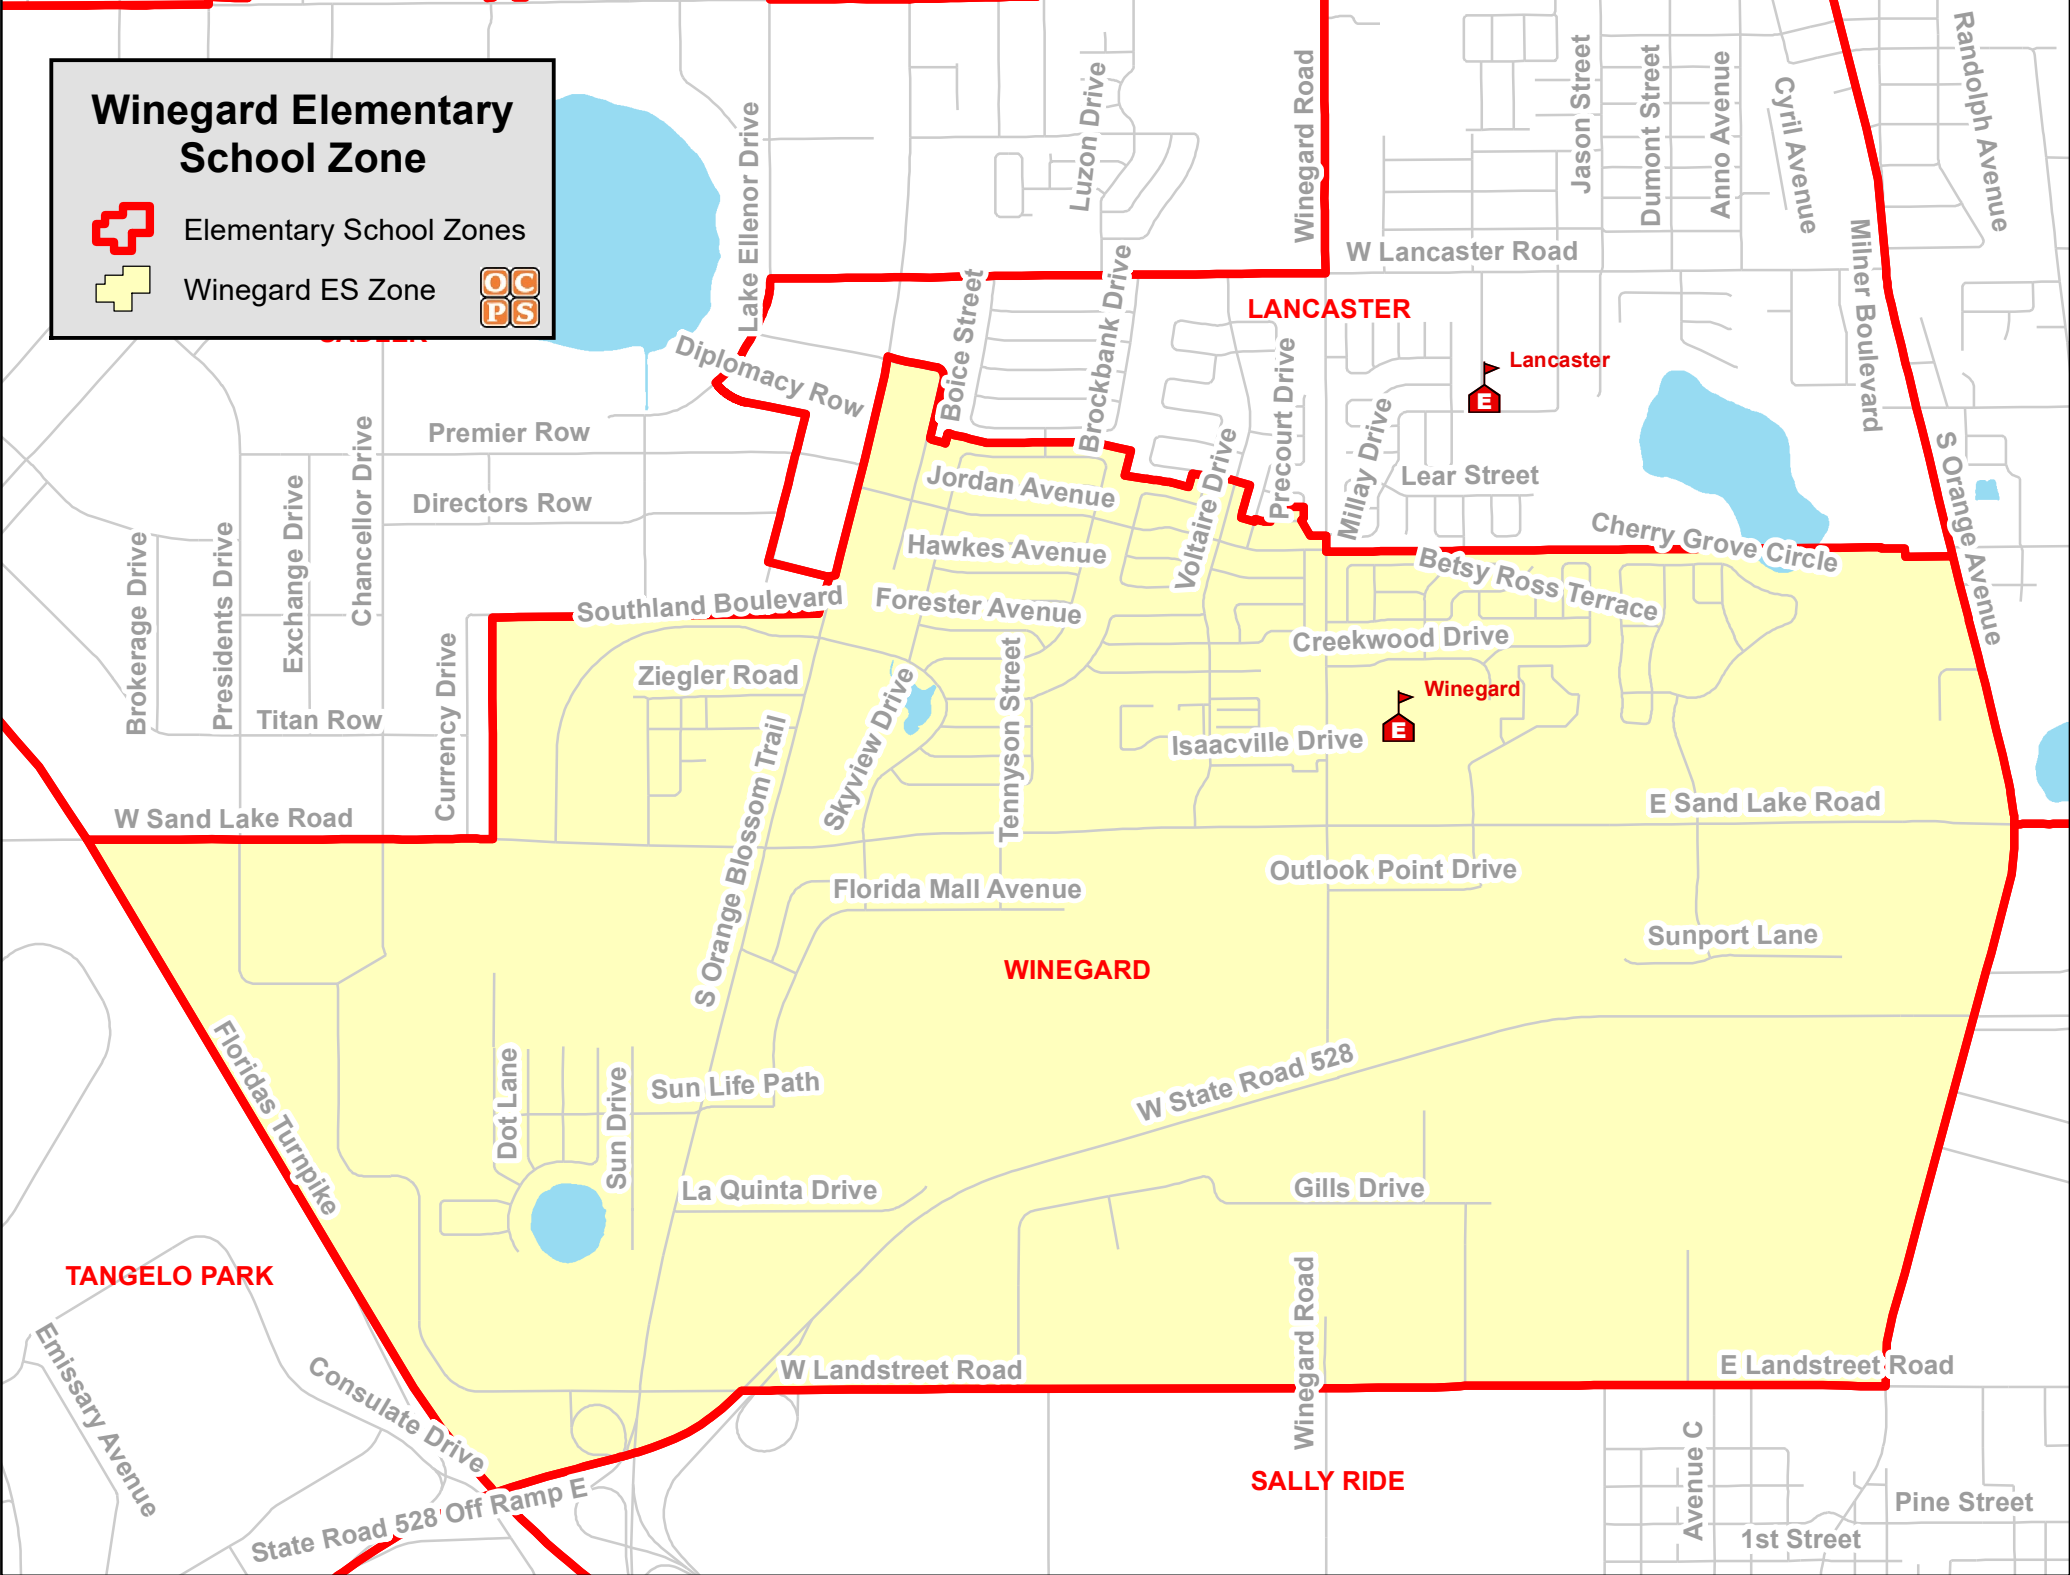 Winegard Elementary
School Zone
Elementary School Zones
Winegard ES Zone
OC
PS
Lake Ellenor Drive
Luzon Drive
Winegard Road
Jason Street
Dumont Street
Anno Avenue
Cyril Avenue
Randolph Avenue
W Lancaster Road
Milner Boulevard
LANCASTER
Lancaster
E
Diplomacy Row
Boice Street
Brockbank Drive
Precourt Drive
Millay Drive
Voltaire Drive
Lear Street
S Orange Avenue
Premier Row
Directors Row
Chancellor Drive
Exchange Drive
Presidents Drive
Brokerage Drive
Jordan Avenue
Hawkes Avenue
Forester Avenue
Cherry Grove Circle
Betsy Ross Terrace
Southland Boulevard
Creekwood Drive
Ziegler Road
Titan Row
Currency Drive
Skyview Drive
Tennyson Street
Winegard
E
Isaacville Drive
S Orange Blossom Trail
W Sand Lake Road
E Sand Lake Road
Florida Mall Avenue
Outlook Point Drive
Sunport Lane
WINEGARD
Floridas Turnpike
Dot Lane
Sun Drive
Sun Life Path
W State Road 528
La Quinta Drive
Gills Drive
TANGELO PARK
Winegard Road
W Landstreet Road
E Landstreet Road
Emissary Avenue
Consulate Drive
State Road 528 Off Ramp E
SALLY RIDE
Avenue C
Pine Street
1st Street